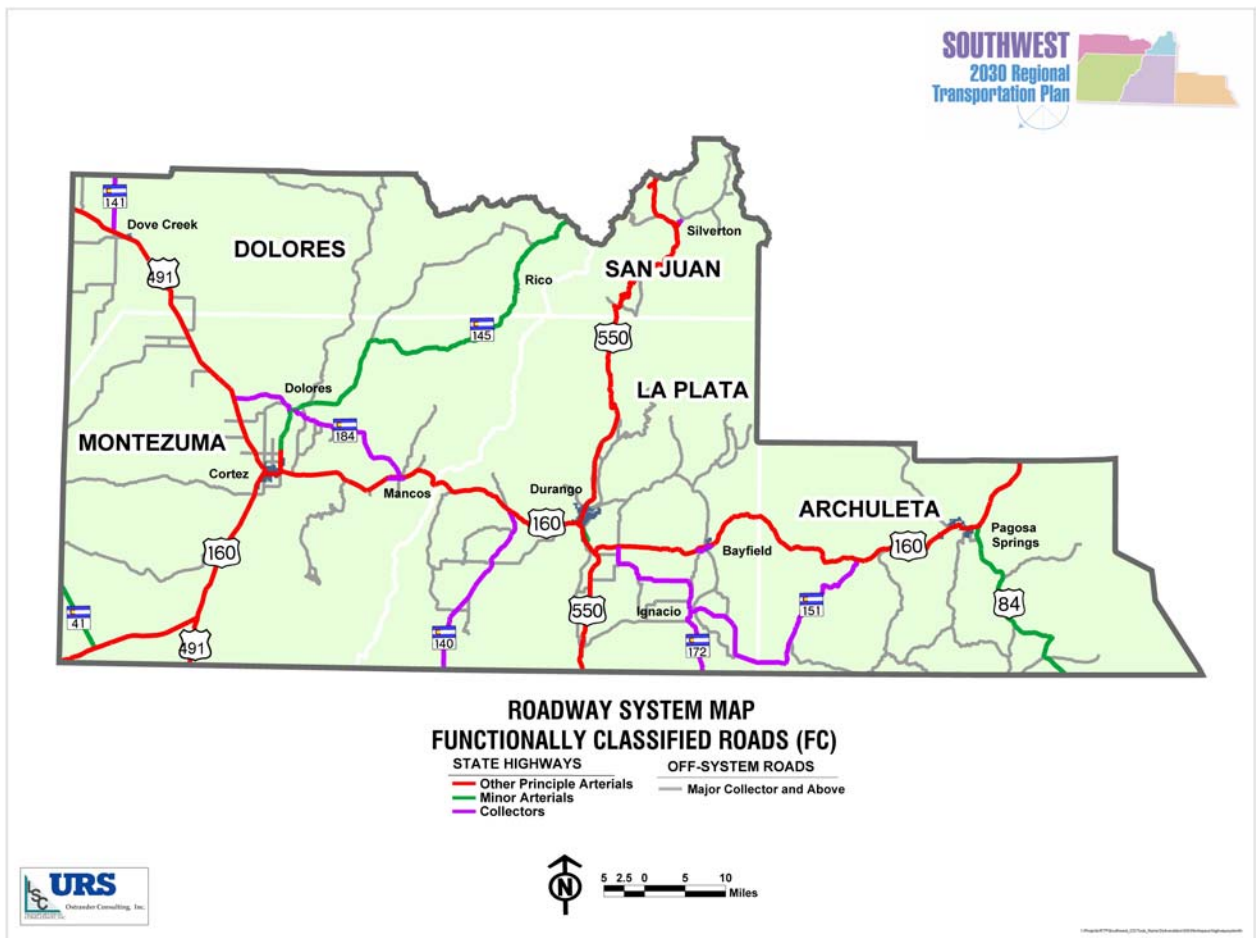 SOUTHWEST
2030 Regional
Transportation Plan
141
Dove Creek
DOLORES
491
Silverton
SAN JUAN
Rico
145
550
Dolores
LA PLATA
184
MONTEZUMA
Cortez
Mancos
Durango
ARCHULETA
160
160
160
Pagosa
Springs
Bayfield
41
550
Ignacio
151
84
491
140
172
ROADWAY SYSTEM MAP
FUNCTIONALLY CLASSIFIED ROADS (FC)
STATE HIGHWAYS
Other Principle Arterials
Minor Arterials
Collectors
OFF-SYSTEM ROADS
Major Collector and Above
N
5 2.5 0 5 10
Miles
LSC
URS
Ostrander Consulting, Inc.